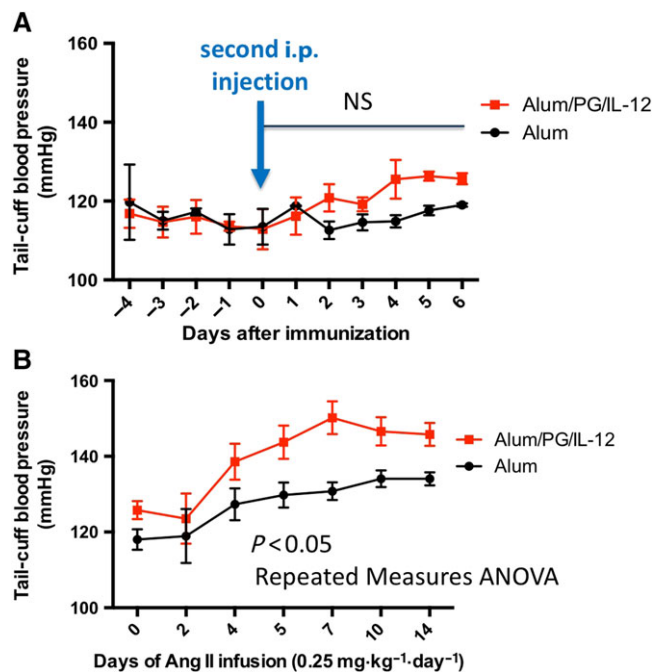 A
160
140
120
100
Tail-cuff blood pressure
(mmHg)
second i.p.
injection
NS
Alum/PG/IL-12
Alum
−4 −3 −2 −1 0 1 2 3 4 5 6
Days after immunization
B
160
140
120
100
Tail-cuff blood pressure
(mmHg)
Alum/PG/IL-12
Alum
P < 0.05
Repeated Measures ANOVA
0 2 4 5 7 10 14
Days of Ang II infusion (0.25 mg·kg⁻¹·day⁻¹)